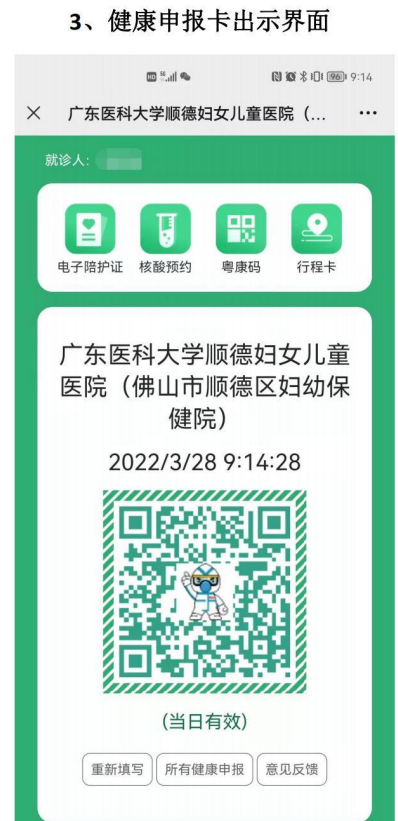 3、健康申报卡出示界面
HD 5G 96 9:14
× 广东医科大学顺德妇女儿童医院（... ···
就诊人:
电子陪护证 核酸预约 粤康码 行程卡
广东医科大学顺德妇女儿童
医院（佛山市顺德区妇幼保
健院）
2022/3/28 9:14:28
(当日有效)
重新填写 所有健康申报 意见反馈